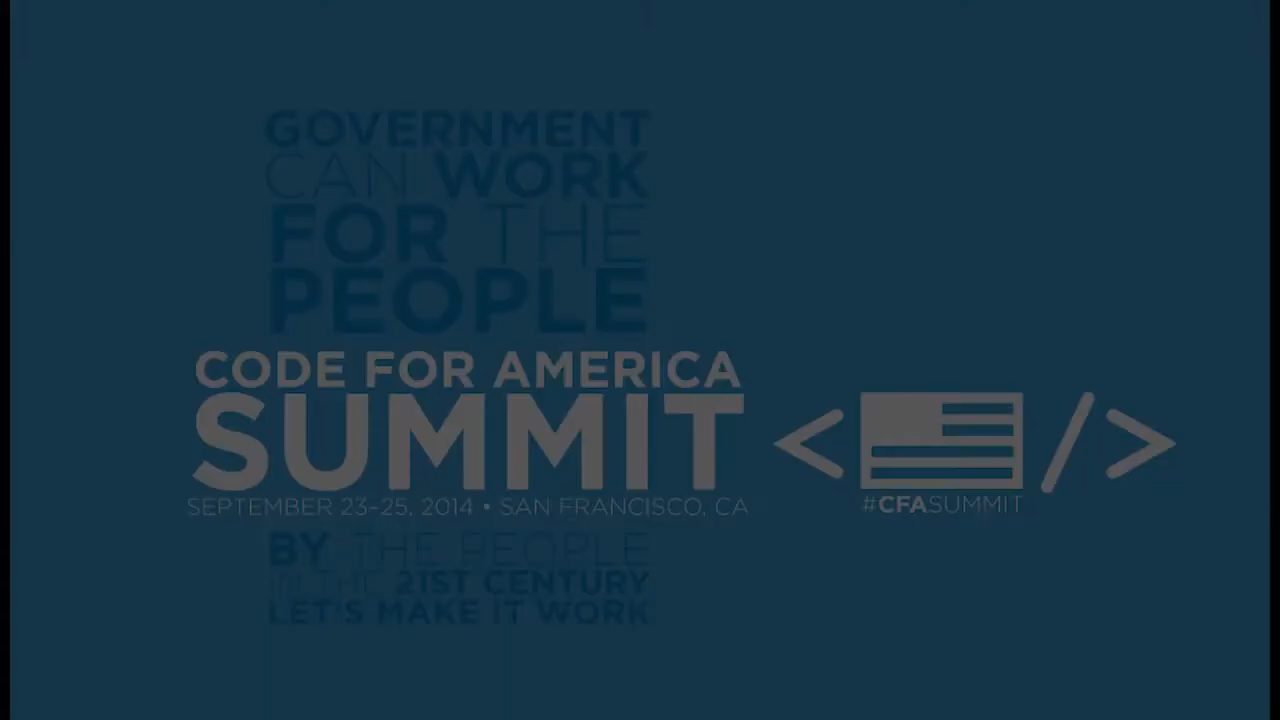 GOVERNMENT
CAN WORK
FOR THE
PEOPLE
CODE FOR AMERICA
SUMMIT
SEPTEMBER 23-25, 2014 • SAN FRANCISCO, CA
</>
#CFASUMMIT
BY THE PEOPLE
IN THE 21ST CENTURY
LET'S MAKE IT WORK